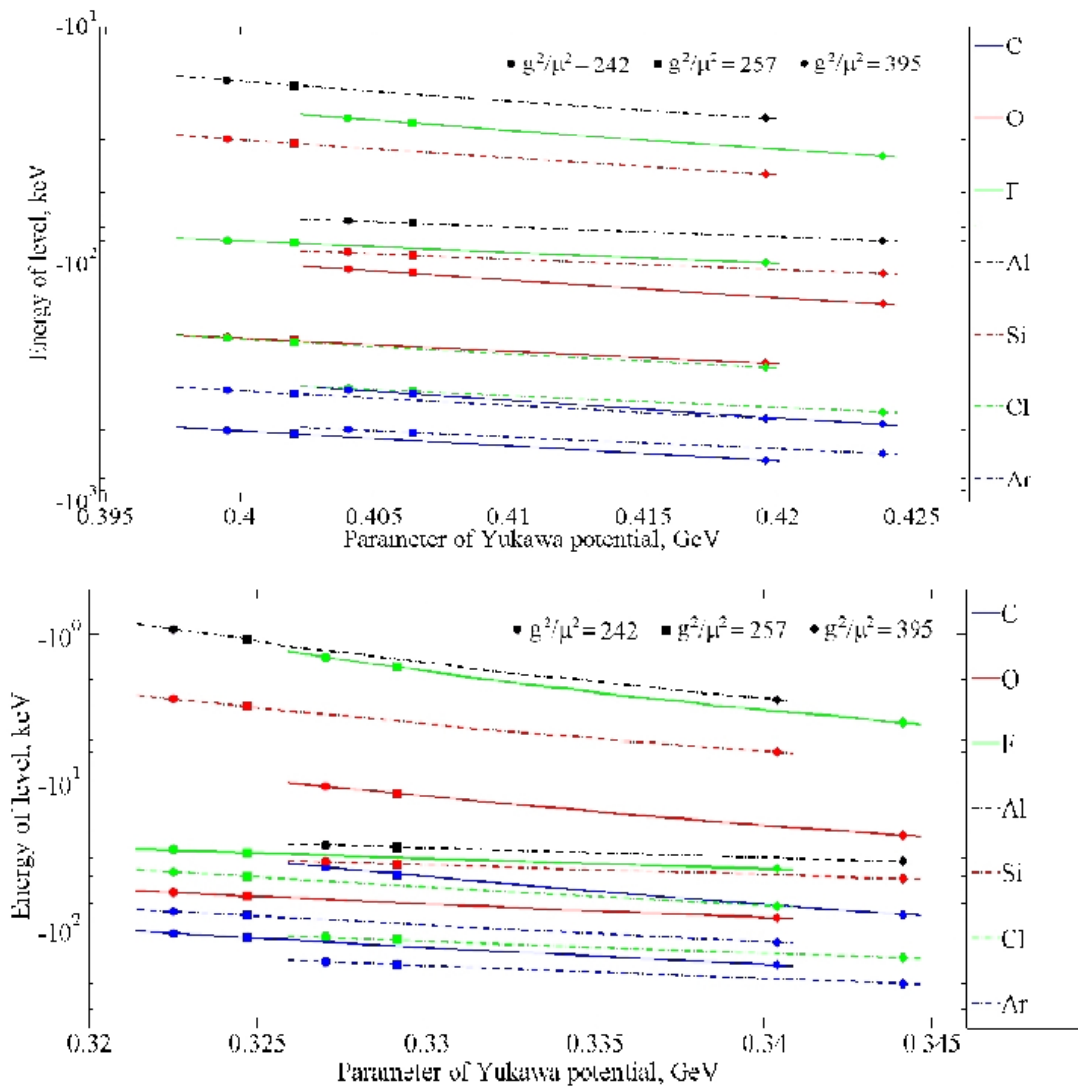 -10¹
g²/μ² – 242 g²/μ² = 257 g²/μ² = 395
C
O
F
Al
Si
Cl
Ar
-10²
-10³
Energy of level, keV
0.395 0.4 0.405 0.41 0.415 0.42 0.425
Parameter of Yukawa potential, GeV
-10⁰
g²/μ² = 242 g²/μ² = 257 g²/μ² = 395
C
O
F
Al
Si
Cl
Ar
-10¹
-10²
Energy of level, keV
0.32 0.325 0.33 0.335 0.34 0.345
Parameter of Yukawa potential, GeV